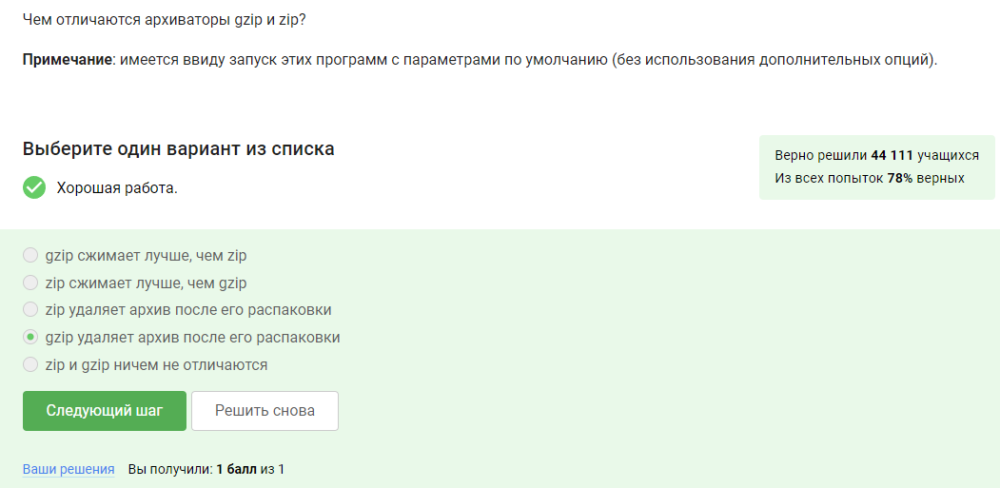 Чем отличаются архиваторы gzip и zip?
Примечание: имеется ввиду запуск этих программ с параметрами по умолчанию (без использования дополнительных опций).
Выберите один вариант из списка
Хорошая работа.
Верно решили 44 111 учащихся
Из всех попыток 78% верных
gzip сжимает лучше, чем zip
zip сжимает лучше, чем gzip
zip удаляет архив после его распаковки
gzip удаляет архив после его распаковки
zip и gzip ничем не отличаются
Следующий шаг
Решить снова
Ваши решения Вы получили: 1 балл из 1